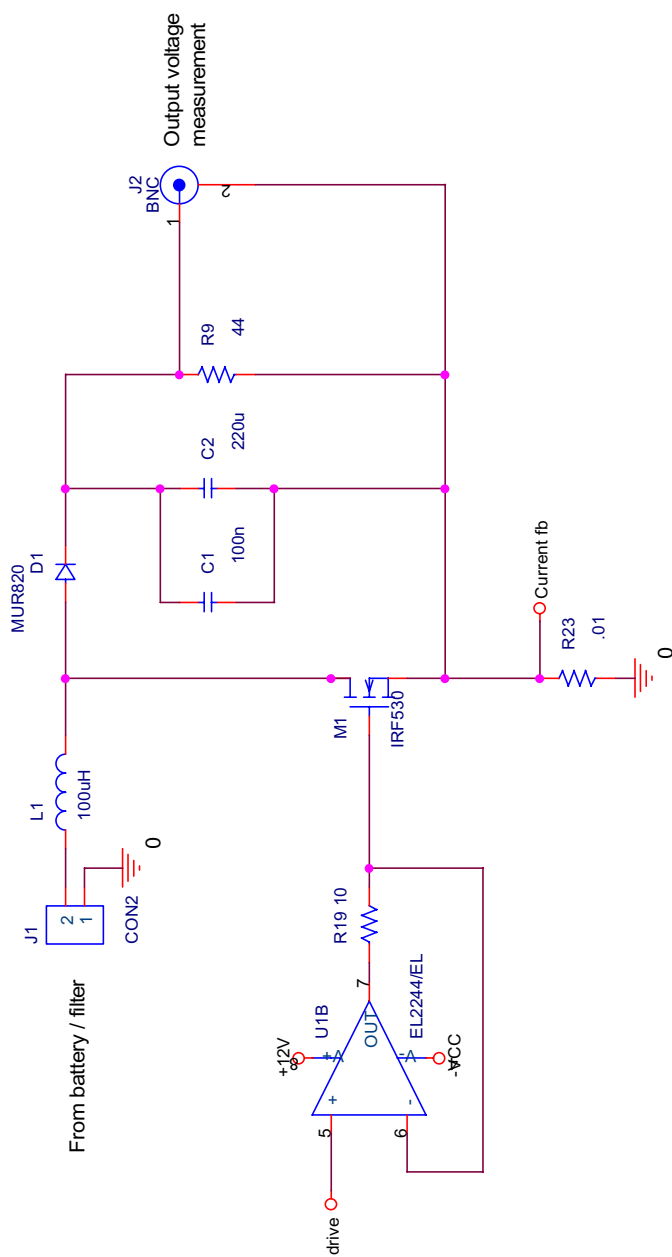 Output voltage
measurement
J2
BNC
1
2
R9
44
C2
220u
C1
100n
D1
MUR820
L1
100uH
J1
2
1
CON2
0
From battery / filter
M1
IRF530
Current fb
R23
.01
0
R19 10
U1B
EL2244/EL
+12V
8
-VCC
4
V+
V-
OUT
7
+
5
-
6
drive